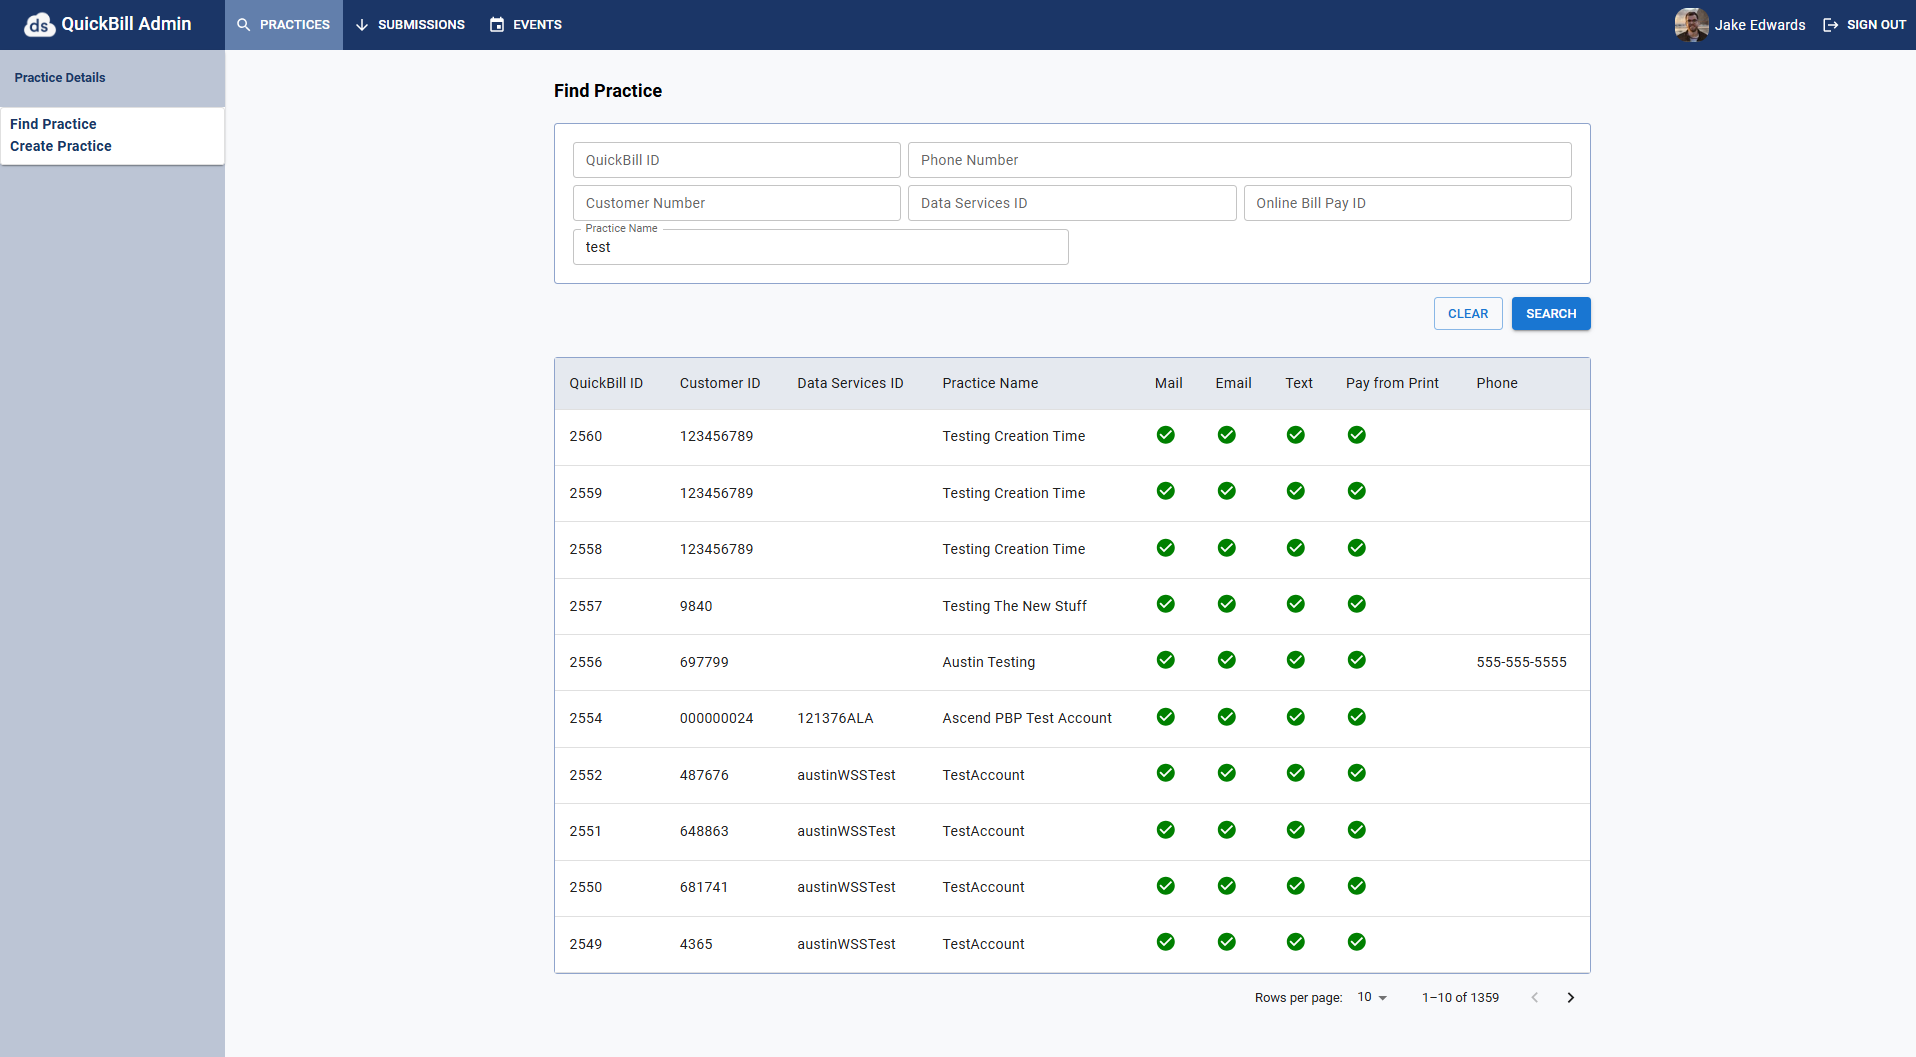 ds QuickBill Admin PRACTICES SUBMISSIONS EVENTS Jake Edwards SIGN OUT
Practice Details
Find Practice
Create Practice
Find Practice
QuickBill ID Phone Number
Customer Number Data Services ID Online Bill Pay ID
Practice Name
test
CLEAR SEARCH
QuickBill ID Customer ID Data Services ID Practice Name Mail Email Text Pay from Print Phone
2560 123456789 Testing Creation Time
2559 123456789 Testing Creation Time
2558 123456789 Testing Creation Time
2557 9840 Testing The New Stuff
2556 697799 Austin Testing 555-555-5555
2554 000000024 121376ALA Ascend PBP Test Account
2552 487676 austinWSSTest TestAccount
2551 648863 austinWSSTest TestAccount
2550 681741 austinWSSTest TestAccount
2549 4365 austinWSSTest TestAccount
Rows per page: 10 1–10 of 1359